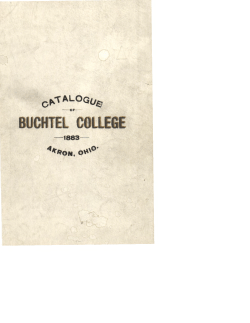 CATALOGUE
OF
BUCHTEL COLLEGE
1883
AKRON, OHIO.